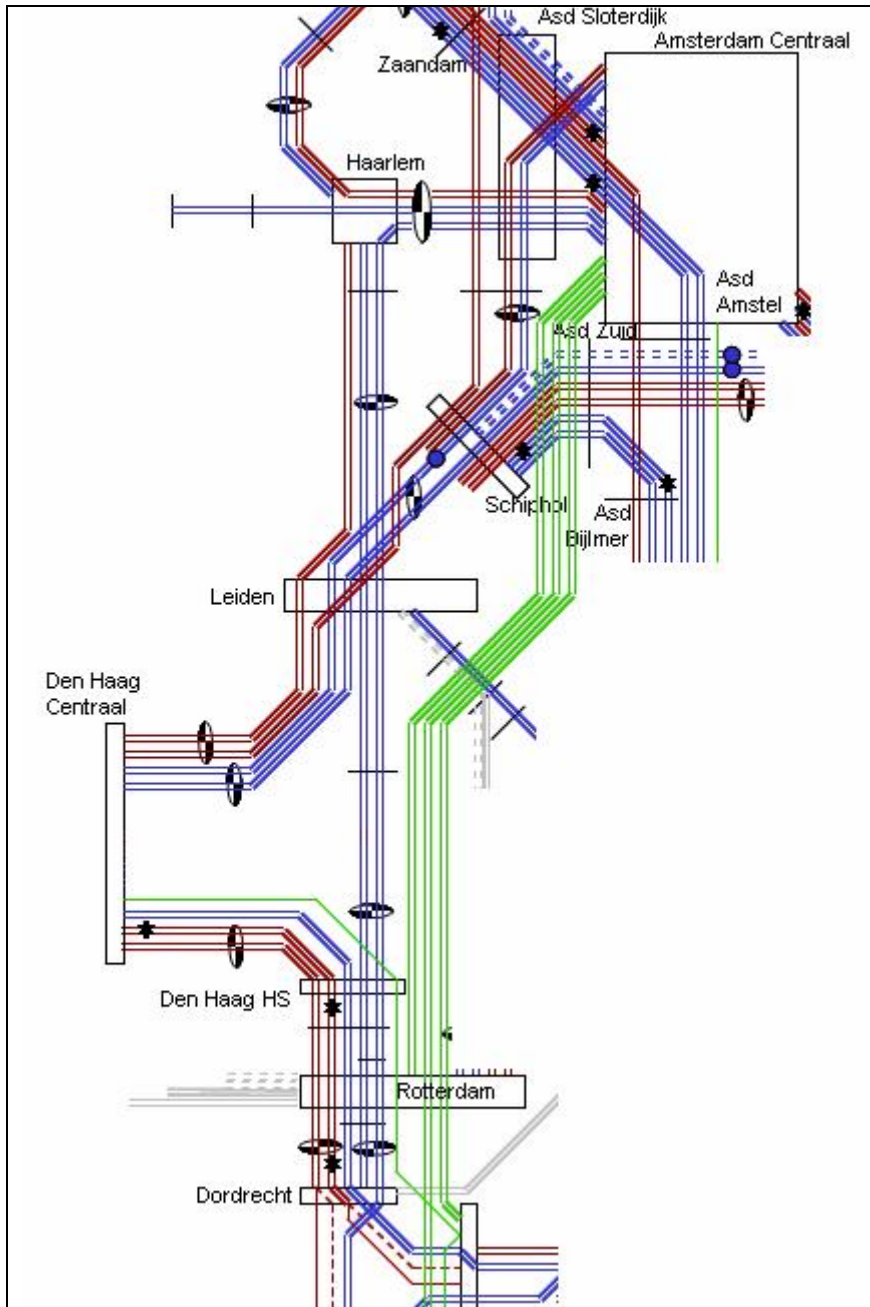 Asd Sloterdijk
Amsterdam Centraal
Zaandam
Haarlem
Asd
Amstel
Asd Zuid
Schiphol
Asd
Bijlmer
Leiden
Den Haag
Centraal
Den Haag HS
Rotterdam
Dordrecht